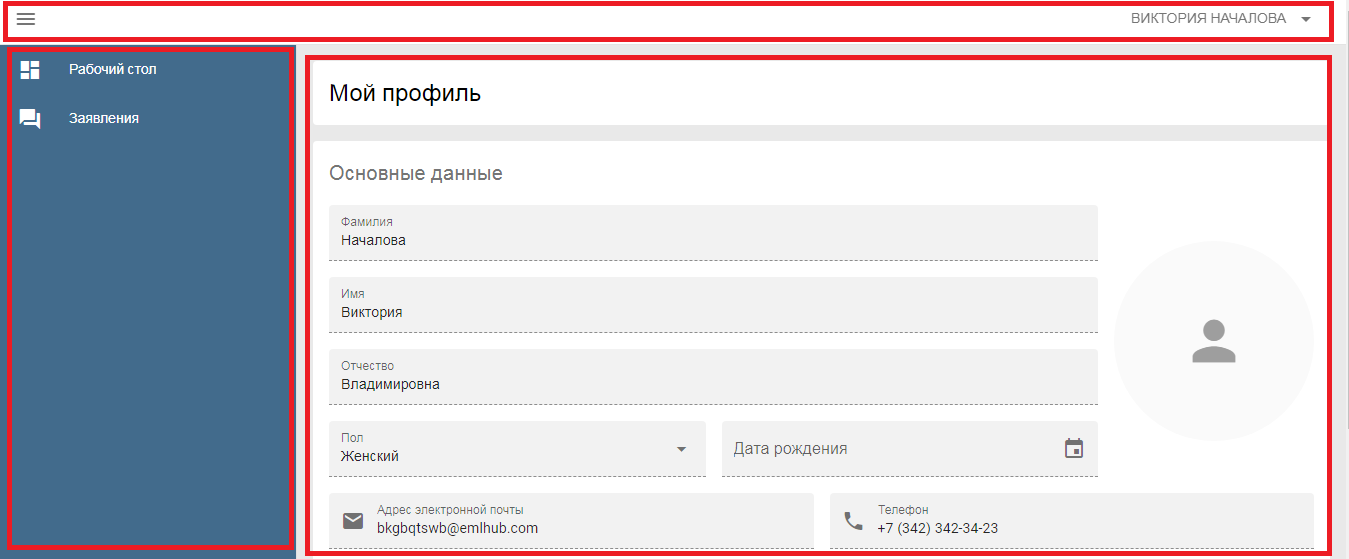 ВИКТОРИЯ НАЧАЛОВА
Рабочий стол
Заявления
Мой профиль
Основные данные
Фамилия
Началова
Имя
Виктория
Отчество
Владимировна
Пол
Женский
Дата рождения
Адрес электронной почты
bkgbqtswb@emlhub.com
Телефон
+7 (342) 342-34-23